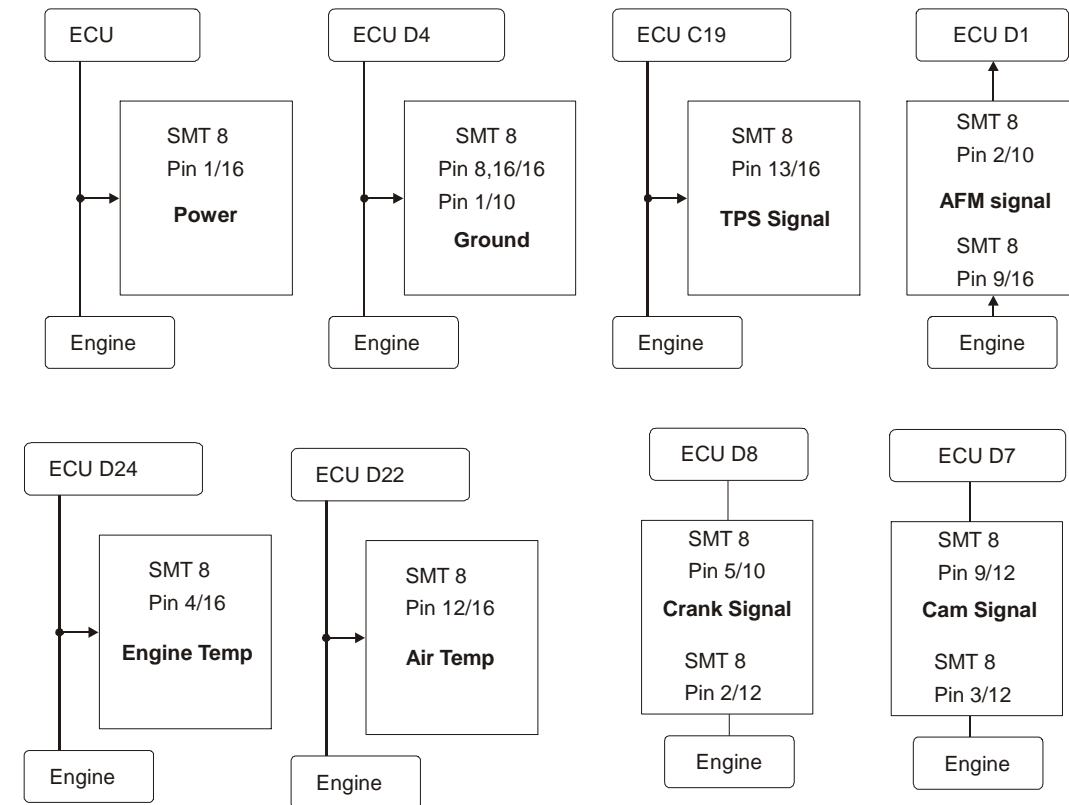 ECU
SMT 8
Pin 1/16
Power
Engine
ECU D4
SMT 8
Pin 8,16/16
Pin 1/10
Ground
Engine
ECU C19
SMT 8
Pin 13/16
TPS Signal
Engine
ECU D1
SMT 8
Pin 2/10
AFM signal
SMT 8
Pin 9/16
Engine
ECU D24
SMT 8
Pin 4/16
Engine Temp
Engine
ECU D22
SMT 8
Pin 12/16
Air Temp
Engine
ECU D8
SMT 8
Pin 5/10
Crank Signal
SMT 8
Pin 2/12
Engine
ECU D7
SMT 8
Pin 9/12
Cam Signal
SMT 8
Pin 3/12
Engine